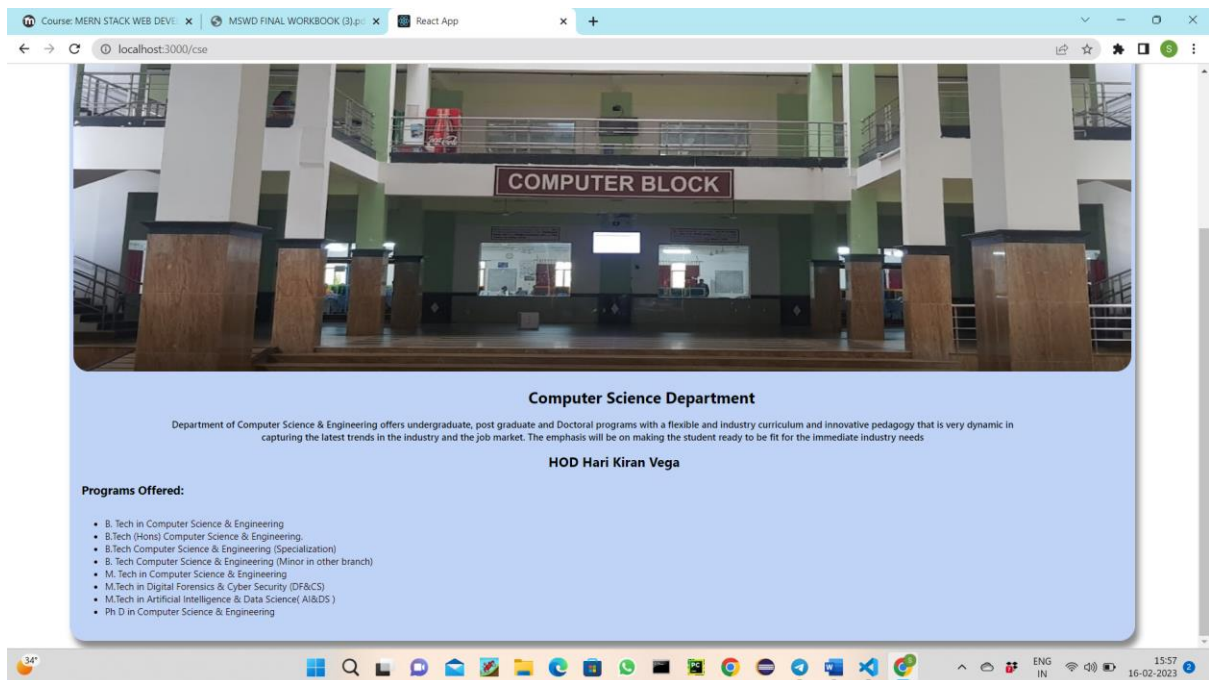 Course: MERN STACK WEB DEVE
MSWD FINAL WORKBOOK (3).pd
React App
localhost:3000/cse
S
COMPUTER BLOCK
Computer Science Department
Department of Computer Science & Engineering offers undergraduate, post graduate and Doctoral programs with a flexible and industry curriculum and innovative pedagogy that is very dynamic in
capturing the latest trends in the industry and the job market. The emphasis will be on making the student ready to be fit for the immediate industry needs
HOD Hari Kiran Vega
Programs Offered:
• B. Tech in Computer Science & Engineering
• B.Tech (Hons) Computer Science & Engineering.
• B.Tech Computer Science & Engineering (Specialization)
• B. Tech Computer Science & Engineering (Minor in other branch)
• M. Tech in Computer Science & Engineering
• M.Tech in Digital Forensics & Cyber Security (DF&CS)
• M.Tech in Artificial Intelligence & Data Science( AI&DS )
• Ph D in Computer Science & Engineering
34°
PC
ENG
IN
15:57
16-02-2023
2